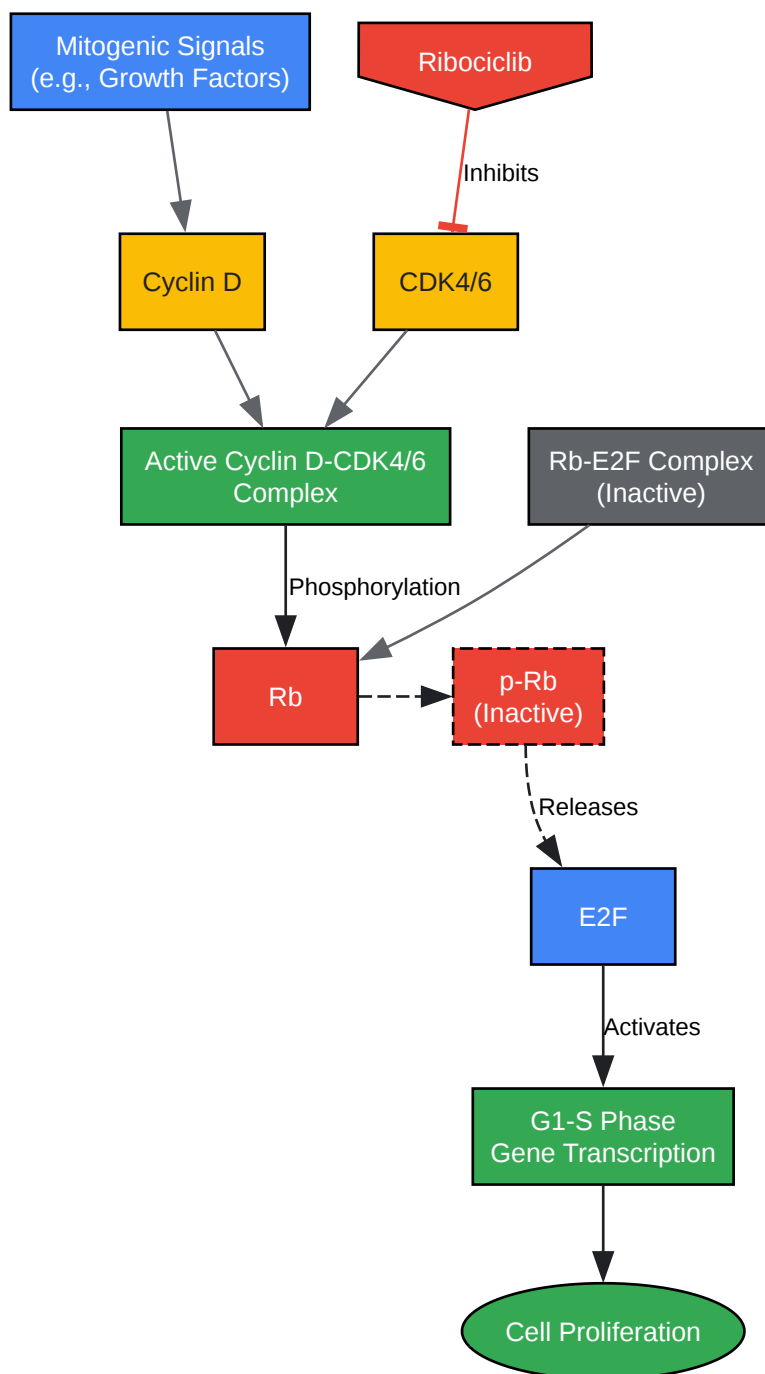 Mitogenic Signals
(e.g., Growth Factors)
Ribociclib
Inhibits
Cyclin D
CDK4/6
Active Cyclin D-CDK4/6
Complex
Rb-E2F Complex
(Inactive)
Phosphorylation
Rb
p-Rb
(Inactive)
Releases
E2F
Activates
G1-S Phase
Gene Transcription
Cell Proliferation